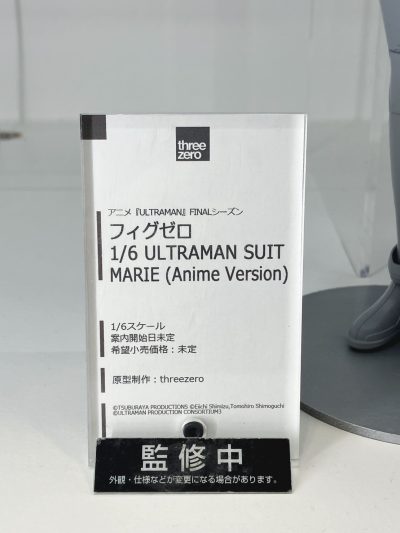 three
zero
アニメ『ULTRAMAN』FINALシーズン
フィグゼロ
1/6 ULTRAMAN SUIT
MARIE (Anime Version)
1/6スケール
案内開始日未定
希望小売価格：未定
原型制作：threezero
©TSUBURAYA PRODUCTIONS ©Eiichi Shimizu,Tomohiro Shimoguchi
©ULTRAMAN PRODUCTION CONSORTIUM3
監修中
外観・仕様などが変更になる場合があります。